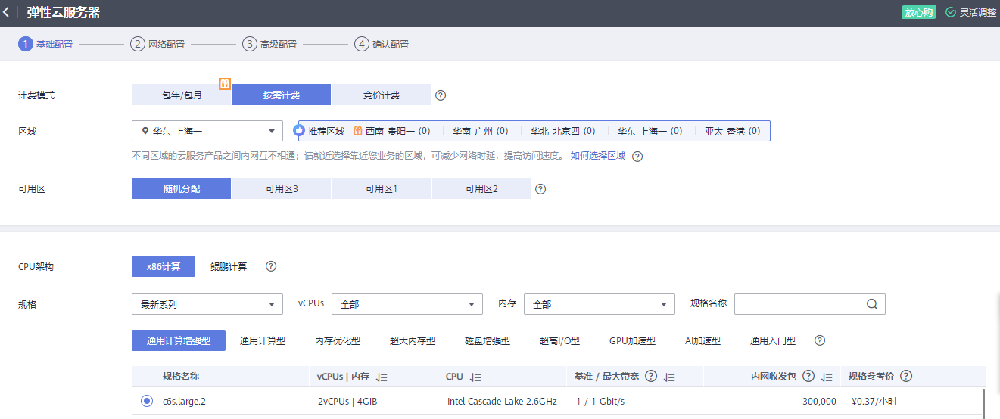 弹性云服务器 放心购 灵活调整
1 基础配置 2 网络配置 3 高级配置 4 确认配置
计费模式 包年/包月 按需计费 竞价计费
区域 华东-上海一 推荐区域 西南-贵阳一 (0) 华南-广州 (0) 华北-北京四 (0) 华东-上海一 (0) 亚太-香港 (0)
不同区域的云服务产品之间内网互不相通；请就近选择靠近您业务的区域，可减少网络时延，提高访问速度。 如何选择区域
可用区 随机分配 可用区3 可用区1 可用区2
CPU架构 x86计算 鲲鹏计算
规格 最新系列 vCPUs 全部 内存 全部 规格名称
通用计算增强型 通用计算型 内存优化型 超大内存型 磁盘增强型 超高I/O型 GPU加速型 AI加速型 通用入门型
规格名称 vCPUs | 内存 CPU 基准 / 最大带宽 内网收发包 规格参考价
c6s.large.2 2vCPUs | 4GiB Intel Cascade Lake 2.6GHz 1 / 1 Gbit/s 300,000 ¥0.37/小时